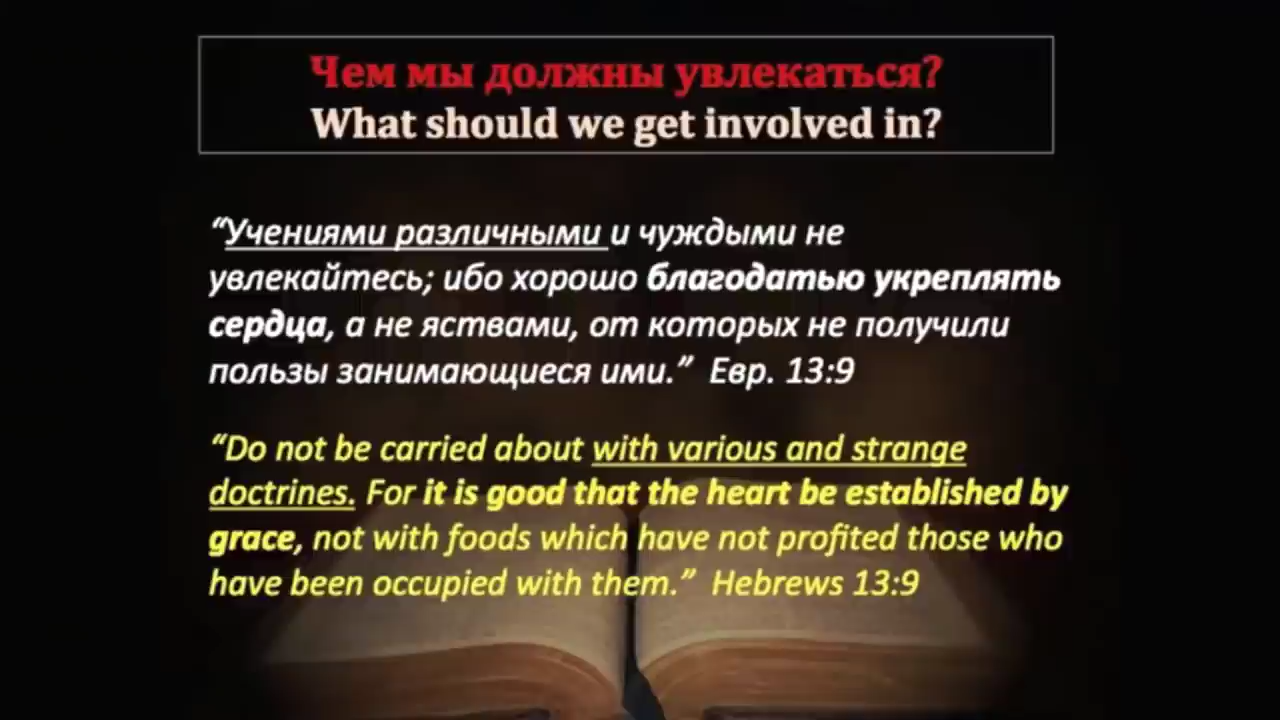 Чем мы должны увлекаться?
What should we get involved in?
“Учениями различными и чуждыми не
увлекайтесь; ибо хорошо благодатью укреплять
сердца, а не яствами, от которых не получили
пользы занимающиеся ими.” Евр. 13:9
“Do not be carried about with various and strange
doctrines. For it is good that the heart be established by
grace, not with foods which have not profited those who
have been occupied with them.” Hebrews 13:9